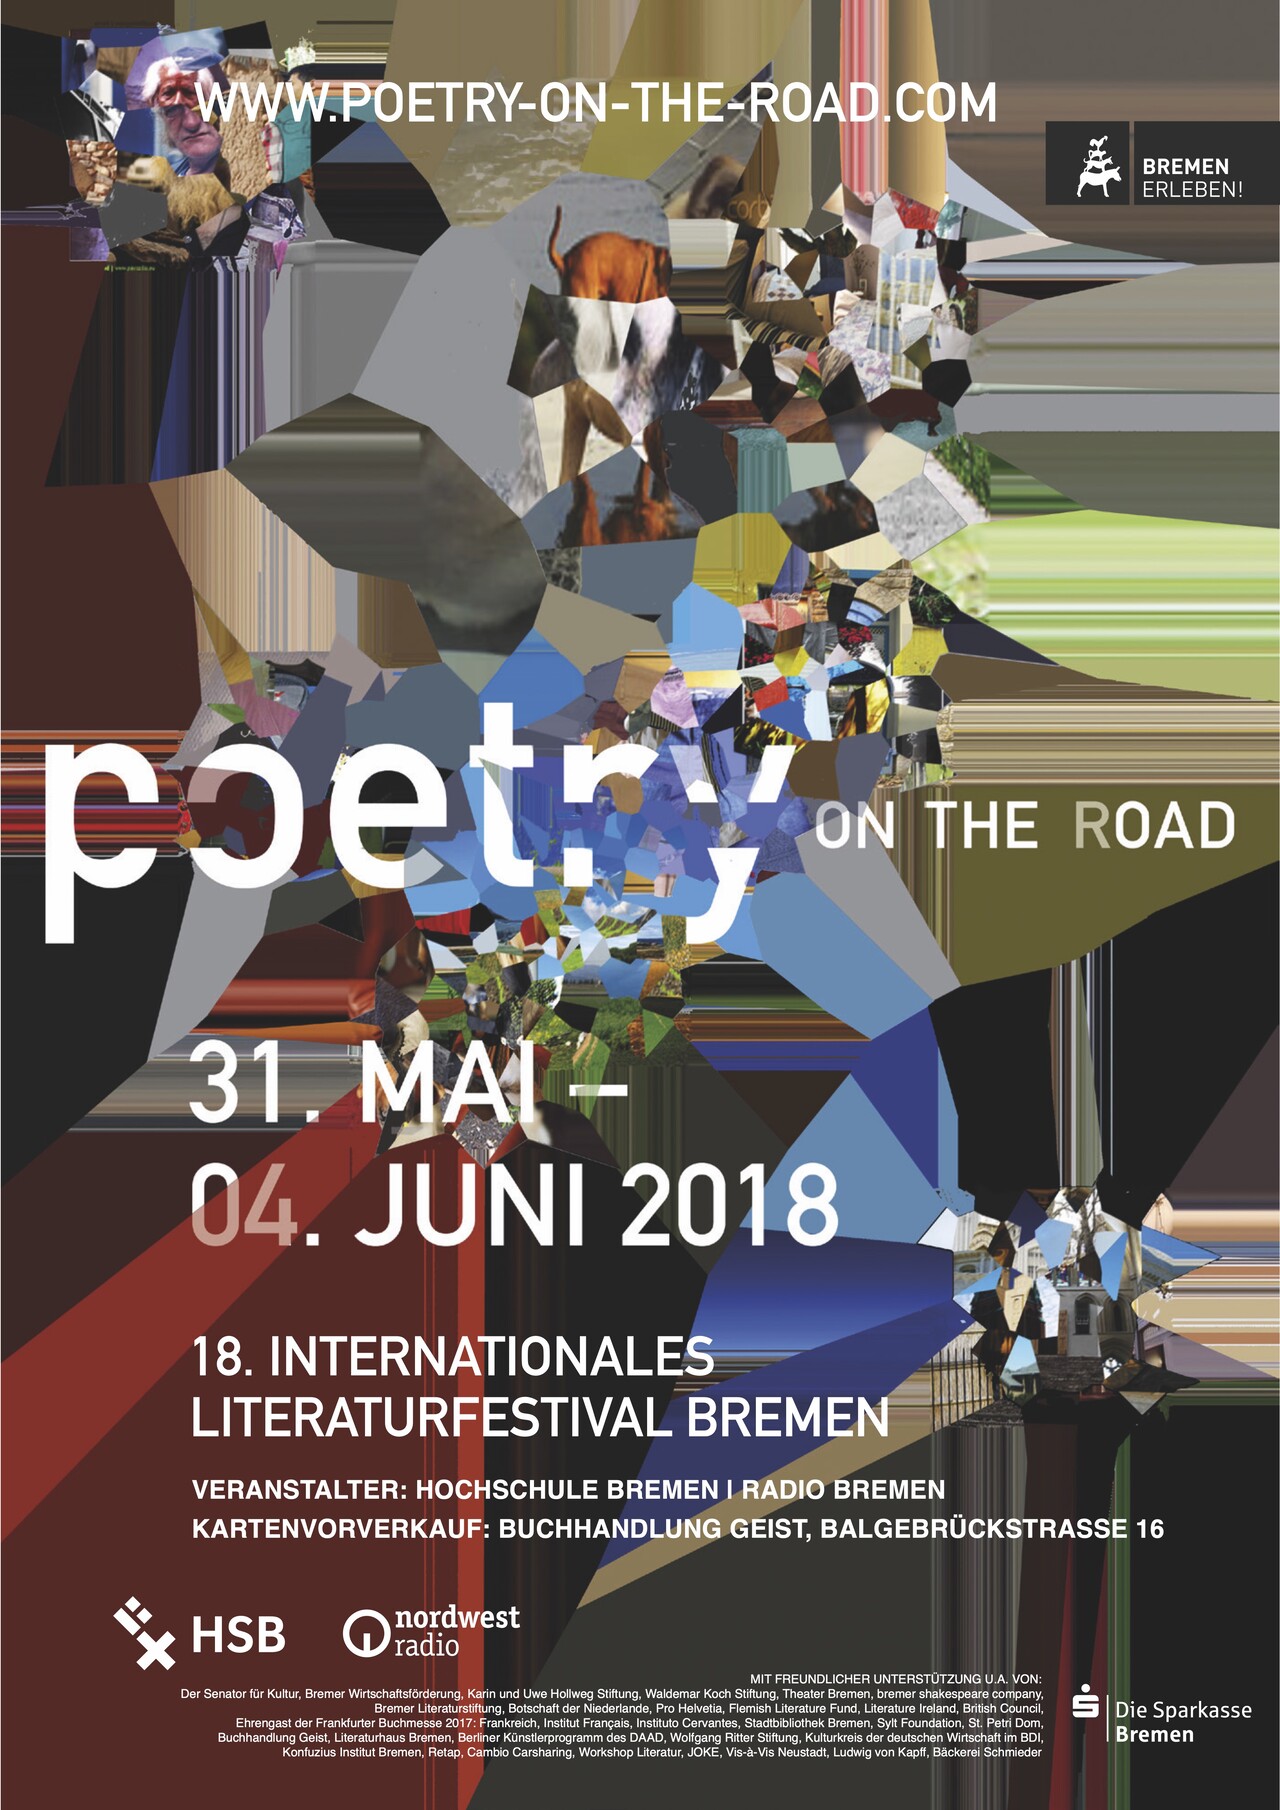 WWW.POETRY-ON-THE-ROAD.COM
BREMEN
ERLEBEN!
poetry ON THE ROAD
31. MAI –
04. JUNI 2018
18. INTERNATIONALES
LITERATURFESTIVAL BREMEN
VERANSTALTER: HOCHSCHULE BREMEN | RADIO BREMEN
KARTENVORVERKAUF: BUCHHANDLUNG GEIST, BALGEBRÜCKSTRASSE 16
HSB
nordwest
radio
MIT FREUNDLICHER UNTERSTÜTZUNG U.A. VON:
Der Senator für Kultur, Bremer Wirtschaftsförderung, Karin und Uwe Hollweg Stiftung, Waldemar Koch Stiftung, Theater Bremen, bremer shakespeare company,
Bremer Literaturstiftung, Botschaft der Niederlande, Pro Helvetia, Flemish Literature Fund, Literature Ireland, British Council,
Ehrengast der Frankfurter Buchmesse 2017: Frankreich, Institut Français, Instituto Cervantes, Stadtbibliothek Bremen, Sylt Foundation, St. Petri Dom,
Buchhandlung Geist, Literaturhaus Bremen, Berliner Künstlerprogramm des DAAD, Wolfgang Ritter Stiftung, Kulturkreis der deutschen Wirtschaft im BDI,
Konfuzius Institut Bremen, Retap, Cambio Carsharing, Workshop Literatur, JOKE, Vis-à-Vis Neustadt, Ludwig von Kapff, Bäckerei Schmieder
Die Sparkasse
Bremen